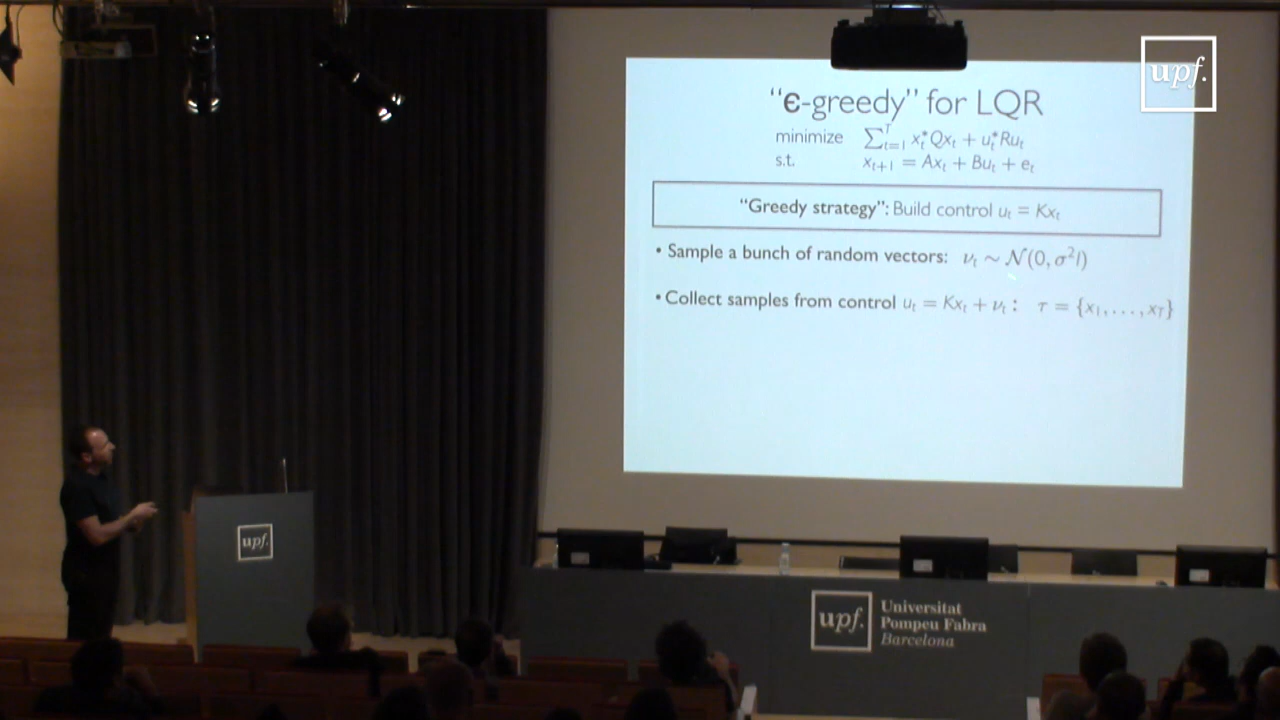 upf.
“ϵ-greedy” for LQR
minimize ∑ᵀₜ₌₁ xₜ*Qxₜ + uₜ*Ruₜ
s.t. xₜ₊₁ = Axₜ + Buₜ + eₜ
“Greedy strategy”: Build control uₜ = Kxₜ
• Sample a bunch of random vectors: νₜ ~ N(0, σ²I)
• Collect samples from control uₜ = Kxₜ + νₜ : τ = {x₁, . . . , x_T}
upf.
upf.
Universitat
Pompeu Fabra
Barcelona